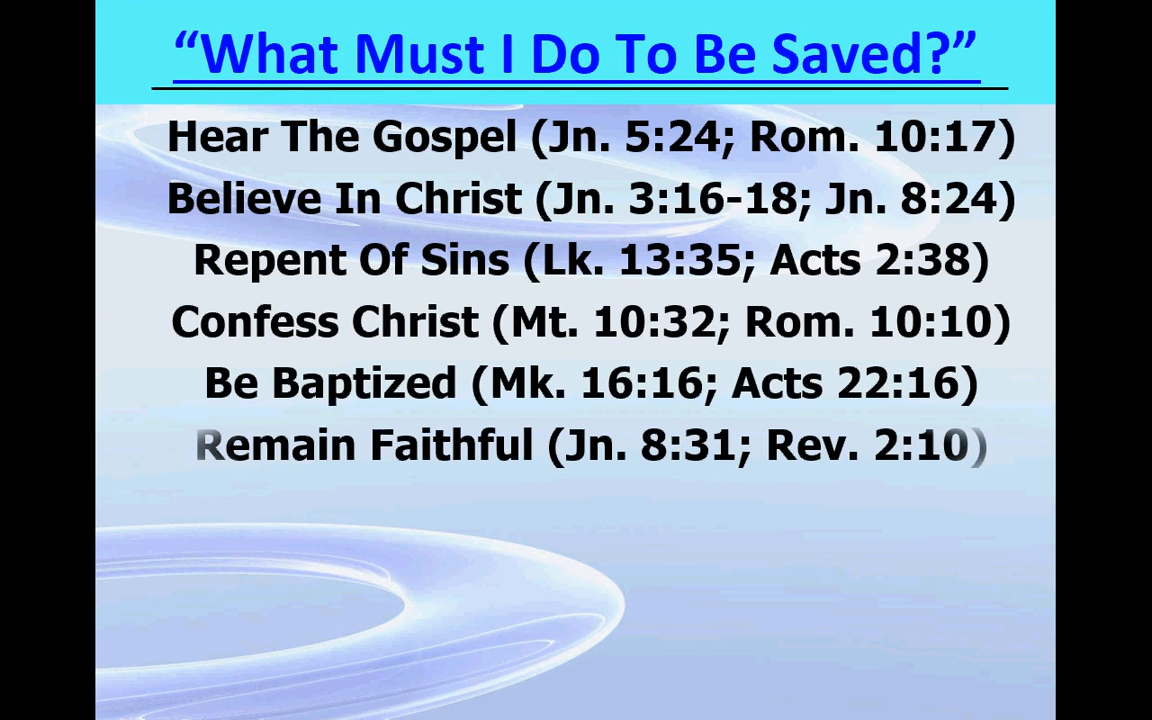 “What Must I Do To Be Saved?”
Hear The Gospel (Jn. 5:24; Rom. 10:17)
Believe In Christ (Jn. 3:16-18; Jn. 8:24)
Repent Of Sins (Lk. 13:35; Acts 2:38)
Confess Christ (Mt. 10:32; Rom. 10:10)
Be Baptized (Mk. 16:16; Acts 22:16)
Remain Faithful (Jn. 8:31; Rev. 2:10)